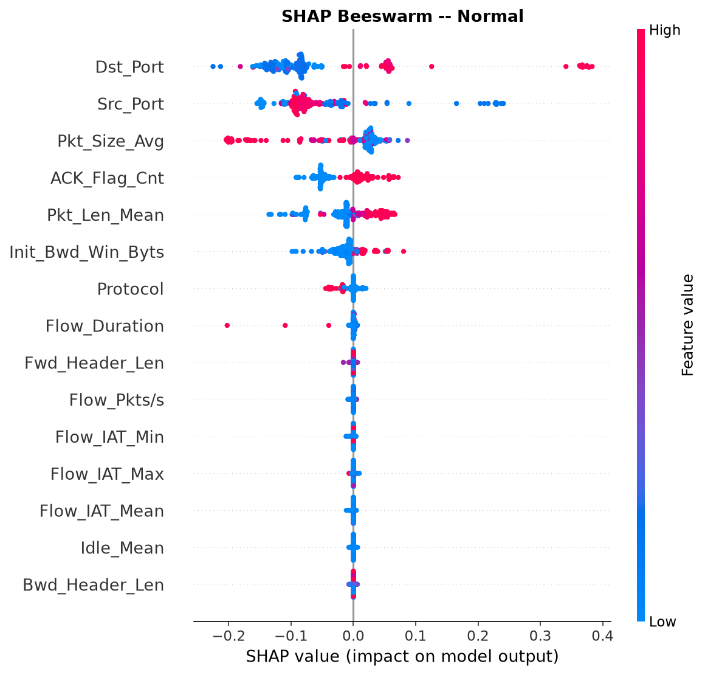 SHAP Beeswarm -- Normal
High
Dst_Port
Src_Port
Pkt_Size_Avg
ACK_Flag_Cnt
Pkt_Len_Mean
Init_Bwd_Win_Byts
Protocol
Flow_Duration
Fwd_Header_Len
Flow_Pkts/s
Flow_IAT_Min
Flow_IAT_Max
Flow_IAT_Mean
Idle_Mean
Bwd_Header_Len
Feature value
Low
−0.2 −0.1 0.0 0.1 0.2 0.3 0.4
SHAP value (impact on model output)